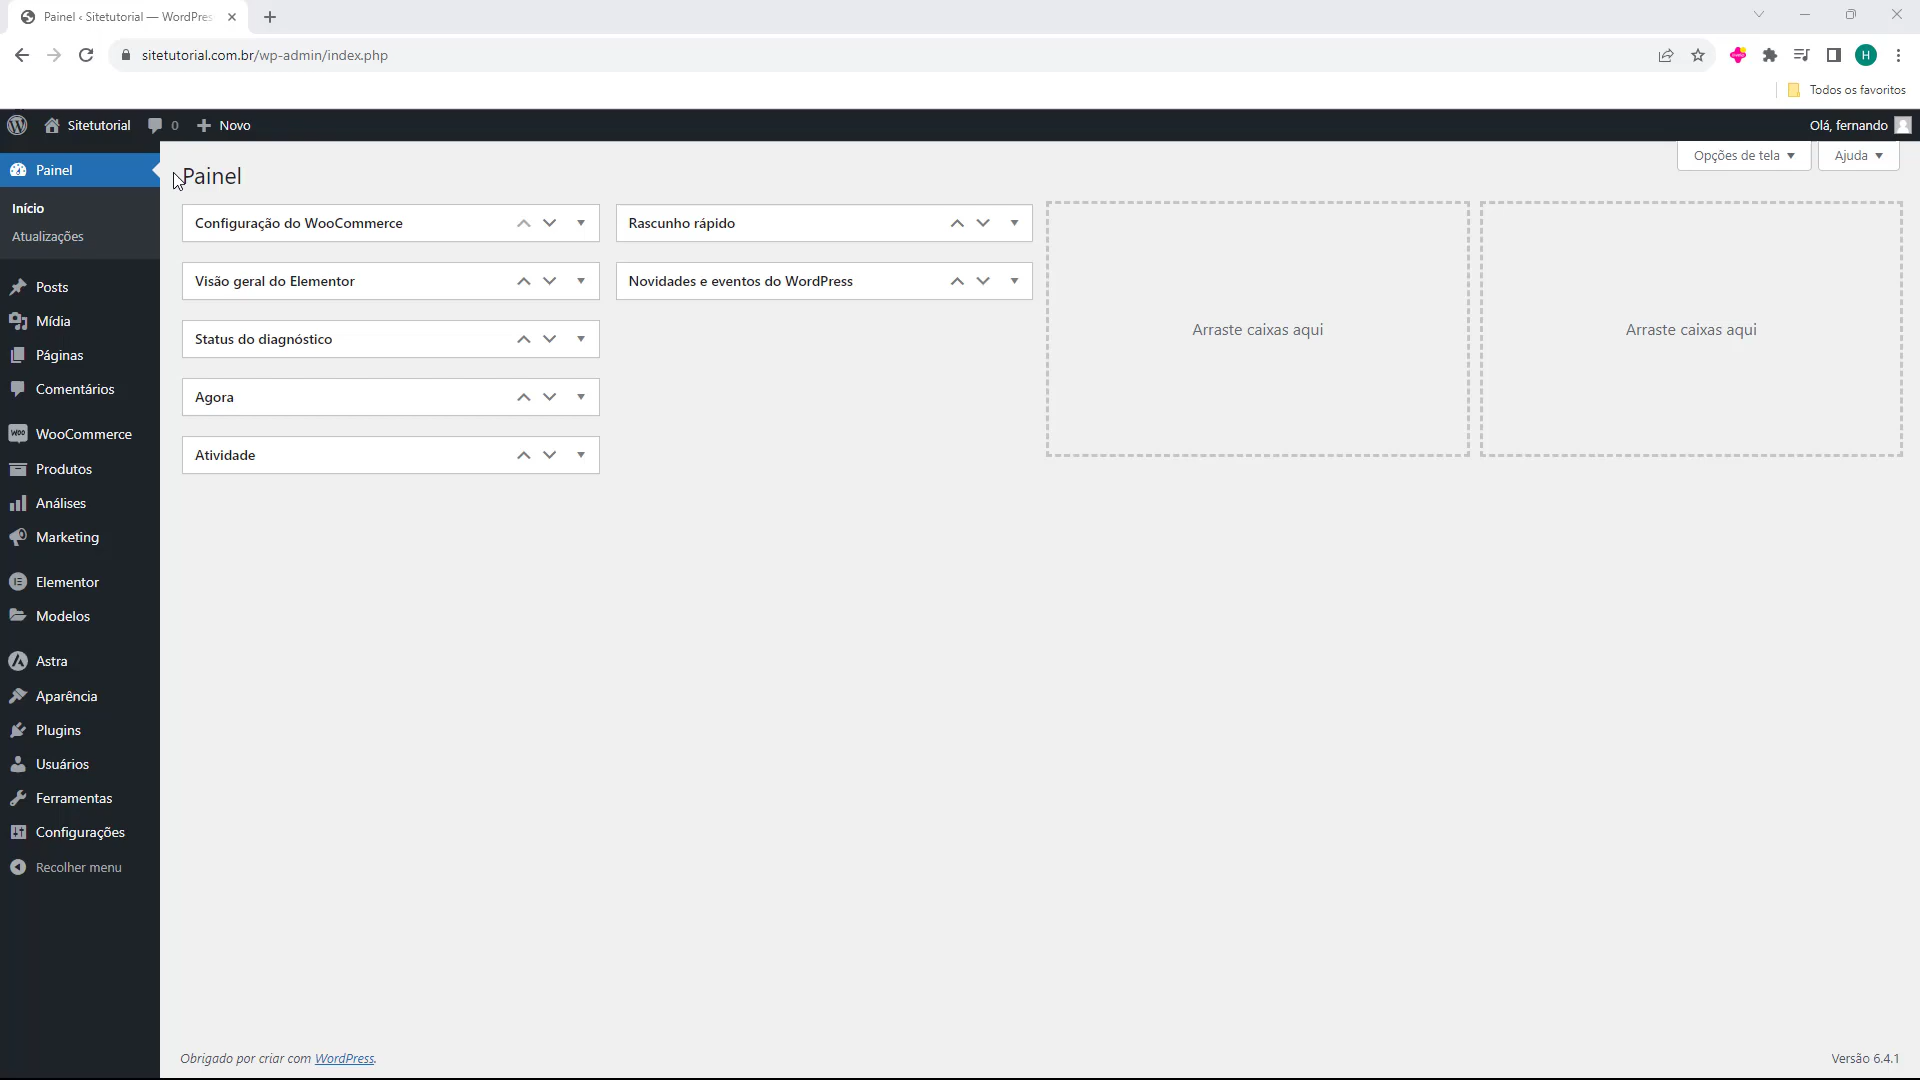 Painel ‹ Sitetutorial — WordPres
sitetutorial.com.br/wp-admin/index.php
H
Todos os favoritos
Sitetutorial
0
Novo
Olá, fernando
Painel
Início
Atualizações
Posts
Mídia
Páginas
Comentários
WooCommerce
Produtos
Análises
Marketing
Elementor
Modelos
Astra
Aparência
Plugins
Usuários
Ferramentas
Configurações
Recolher menu
Opções de tela
Ajuda
Painel
Configuração do WooCommerce
Visão geral do Elementor
Status do diagnóstico
Agora
Atividade
Rascunho rápido
Novidades e eventos do WordPress
Arraste caixas aqui
Arraste caixas aqui
Obrigado por criar com WordPress.
Versão 6.4.1